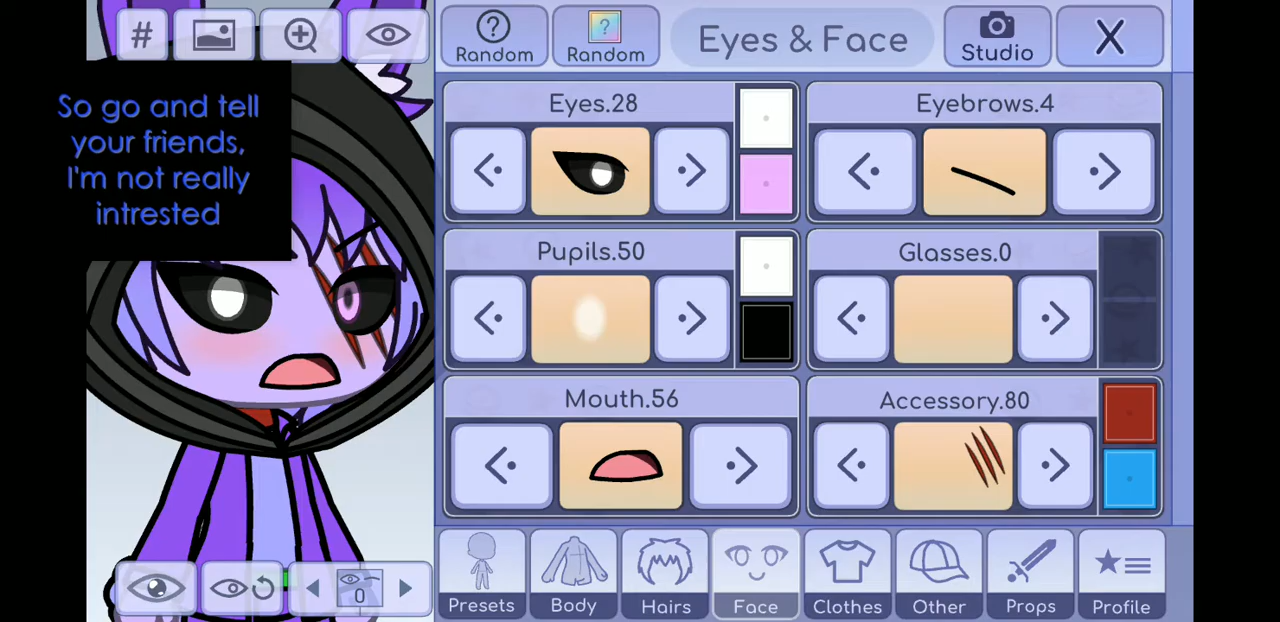 #
Random
Random
Eyes & Face
Studio
X
So go and tell
your friends,
I'm not really
intrested
Eyes.28
Eyebrows.4
Pupils.50
Glasses.0
Mouth.56
Accessory.80
0
Presets
Body
Hairs
Face
Clothes
Other
Props
Profile